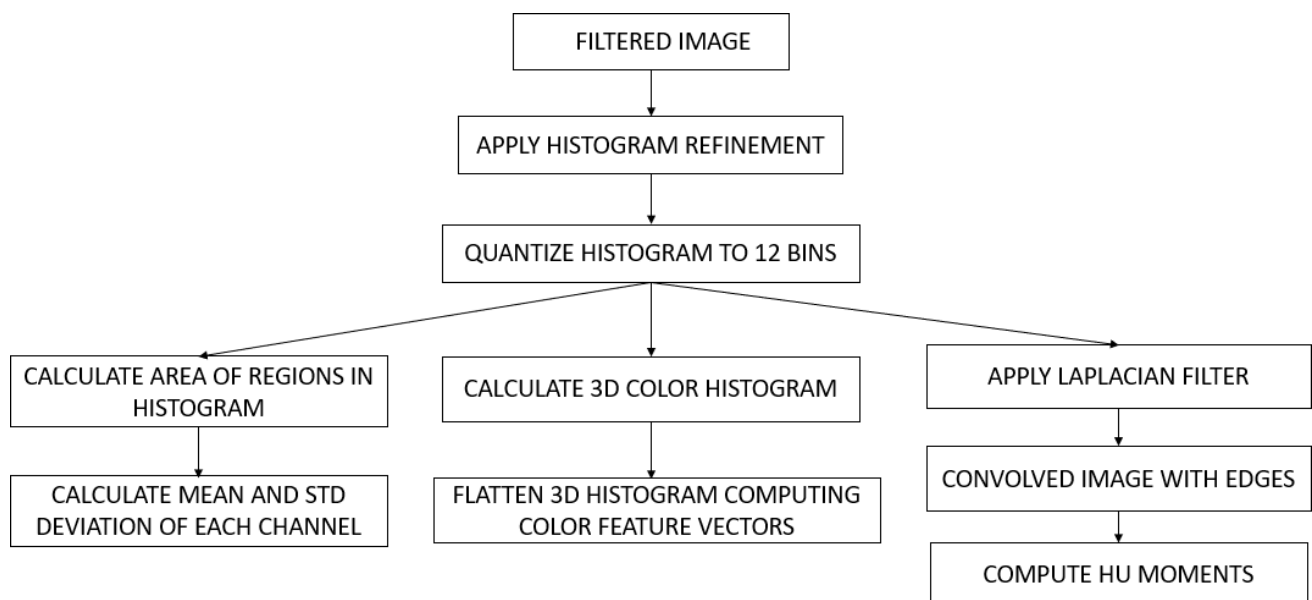 FILTERED IMAGE
APPLY HISTOGRAM REFINEMENT
QUANTIZE HISTOGRAM TO 12 BINS
CALCULATE AREA OF REGIONS IN
HISTOGRAM
CALCULATE MEAN AND STD
DEVIATION OF EACH CHANNEL
CALCULATE 3D COLOR HISTOGRAM
FLATTEN 3D HISTOGRAM COMPUTING
COLOR FEATURE VECTORS
APPLY LAPLACIAN FILTER
CONVOLVED IMAGE WITH EDGES
COMPUTE HU MOMENTS